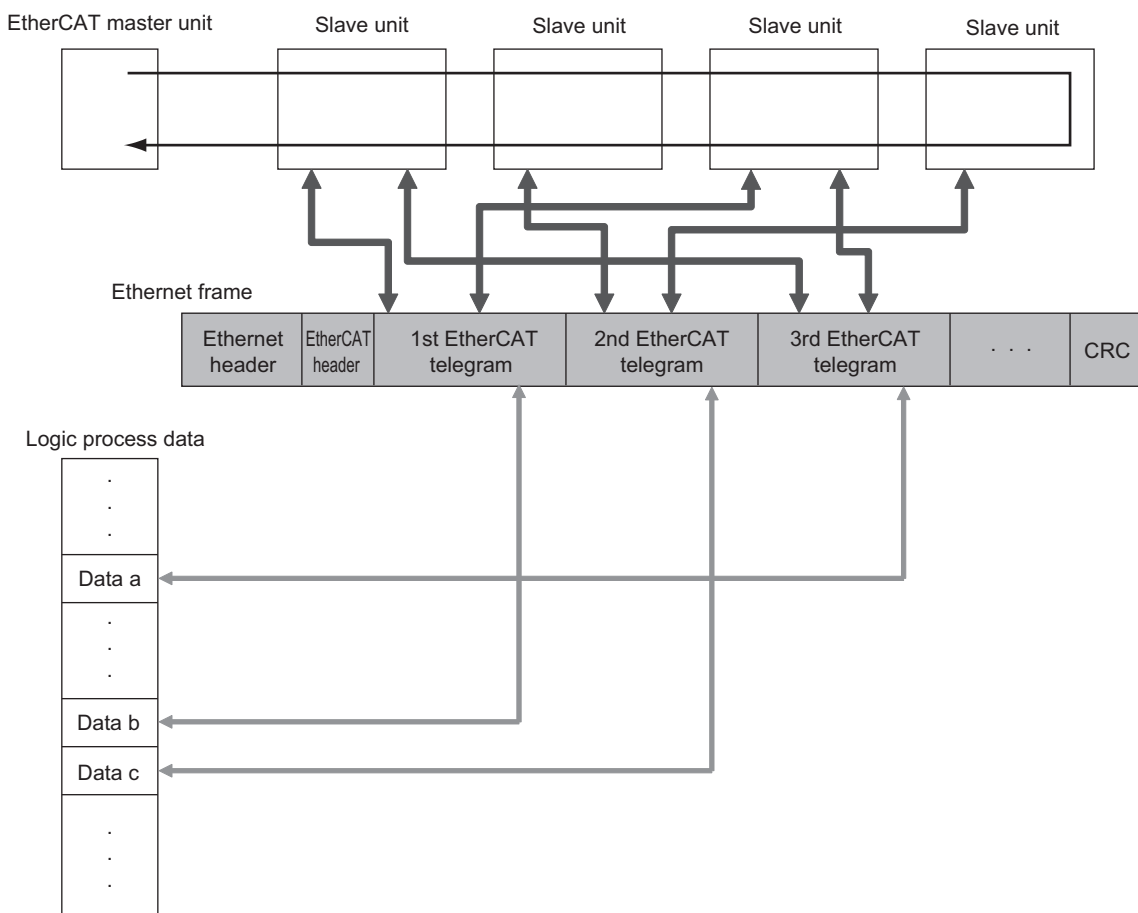 EtherCAT master unit
Slave unit
Slave unit
Slave unit
Slave unit
Ethernet frame
Ethernet
header
EtherCAT
header
1st EtherCAT
telegram
2nd EtherCAT
telegram
3rd EtherCAT
telegram
· · ·
CRC
Logic process data
·
·
·
Data a
·
·
·
Data b
Data c
·
·
·